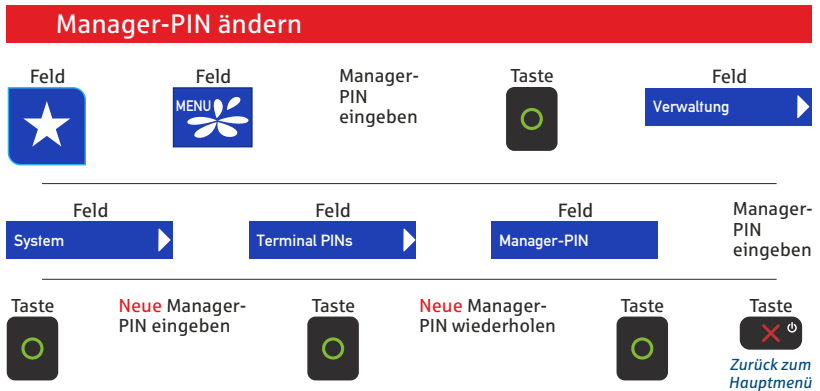 Manager-PIN ändern
Feld
Feld
MENU
Manager-
PIN
eingeben
Taste
Feld
Verwaltung
Feld
System
Feld
Terminal PINs
Feld
Manager-PIN
Manager-
PIN
eingeben
Taste
Neue Manager-
PIN eingeben
Taste
Neue Manager-
PIN wiederholen
Taste
Taste
Zurück zum
Hauptmenü